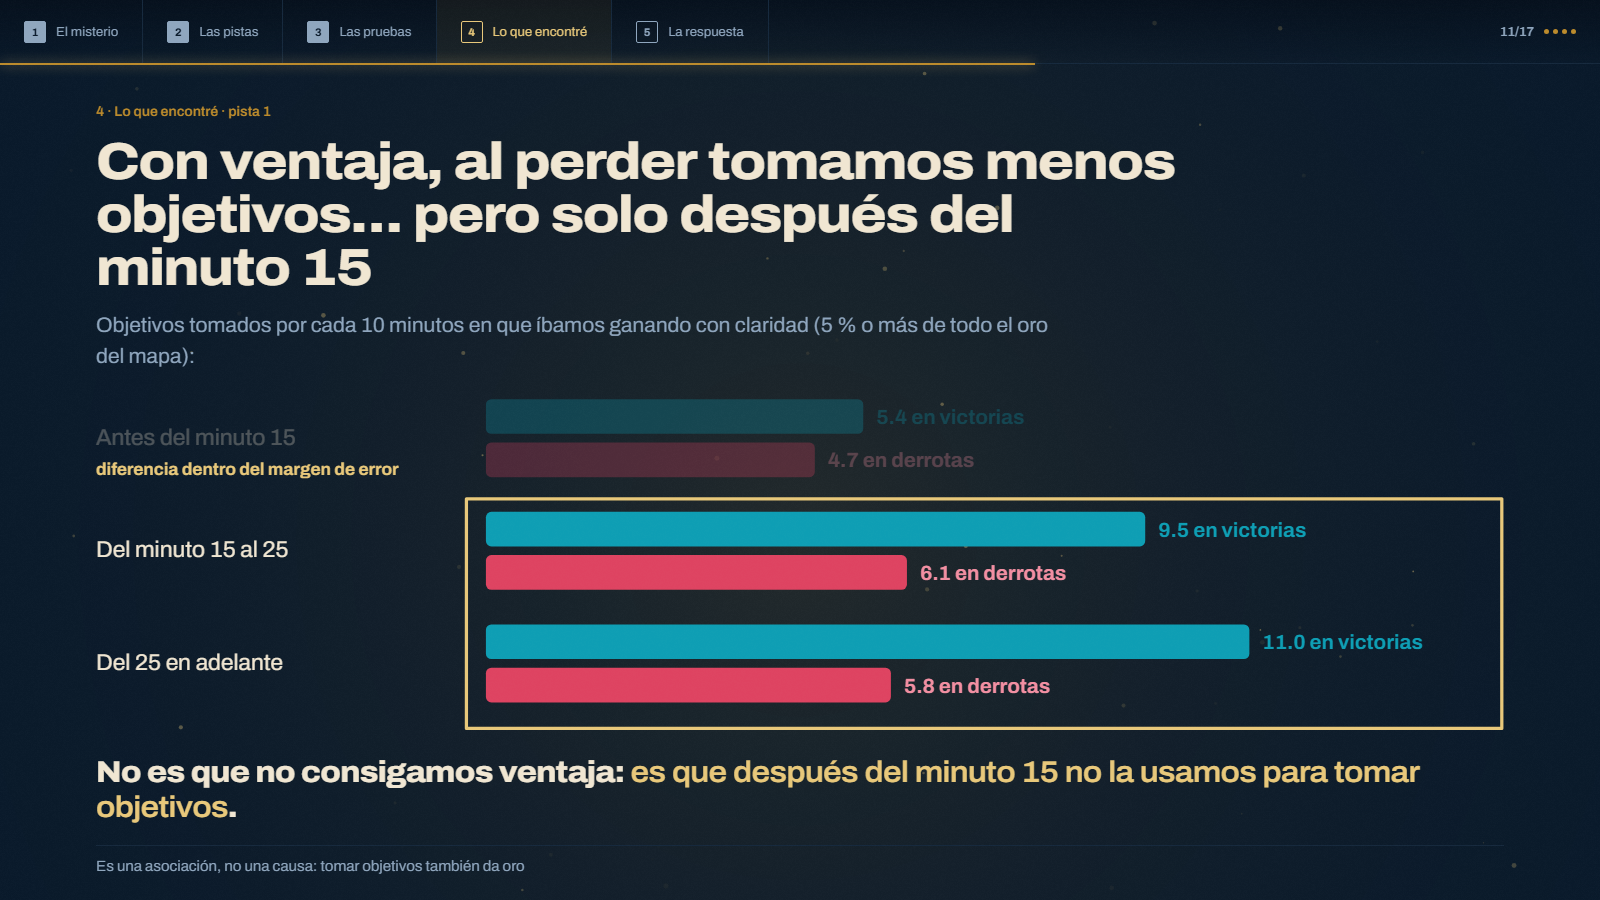 1 El misterio
2 Las pistas
3 Las pruebas
4 Lo que encontré
5 La respuesta
11/17
4 · Lo que encontré · pista 1
Con ventaja, al perder tomamos menos
objetivos... pero solo después del
minuto 15
Objetivos tomados por cada 10 minutos en que íbamos ganando con claridad (5 % o más de todo el oro
del mapa):
Antes del minuto 15
diferencia dentro del margen de error
5.4 en victorias
4.7 en derrotas
Del minuto 15 al 25
9.5 en victorias
6.1 en derrotas
Del 25 en adelante
11.0 en victorias
5.8 en derrotas
No es que no consigamos ventaja: es que después del minuto 15 no la usamos para tomar
objetivos.
Es una asociación, no una causa: tomar objetivos también da oro